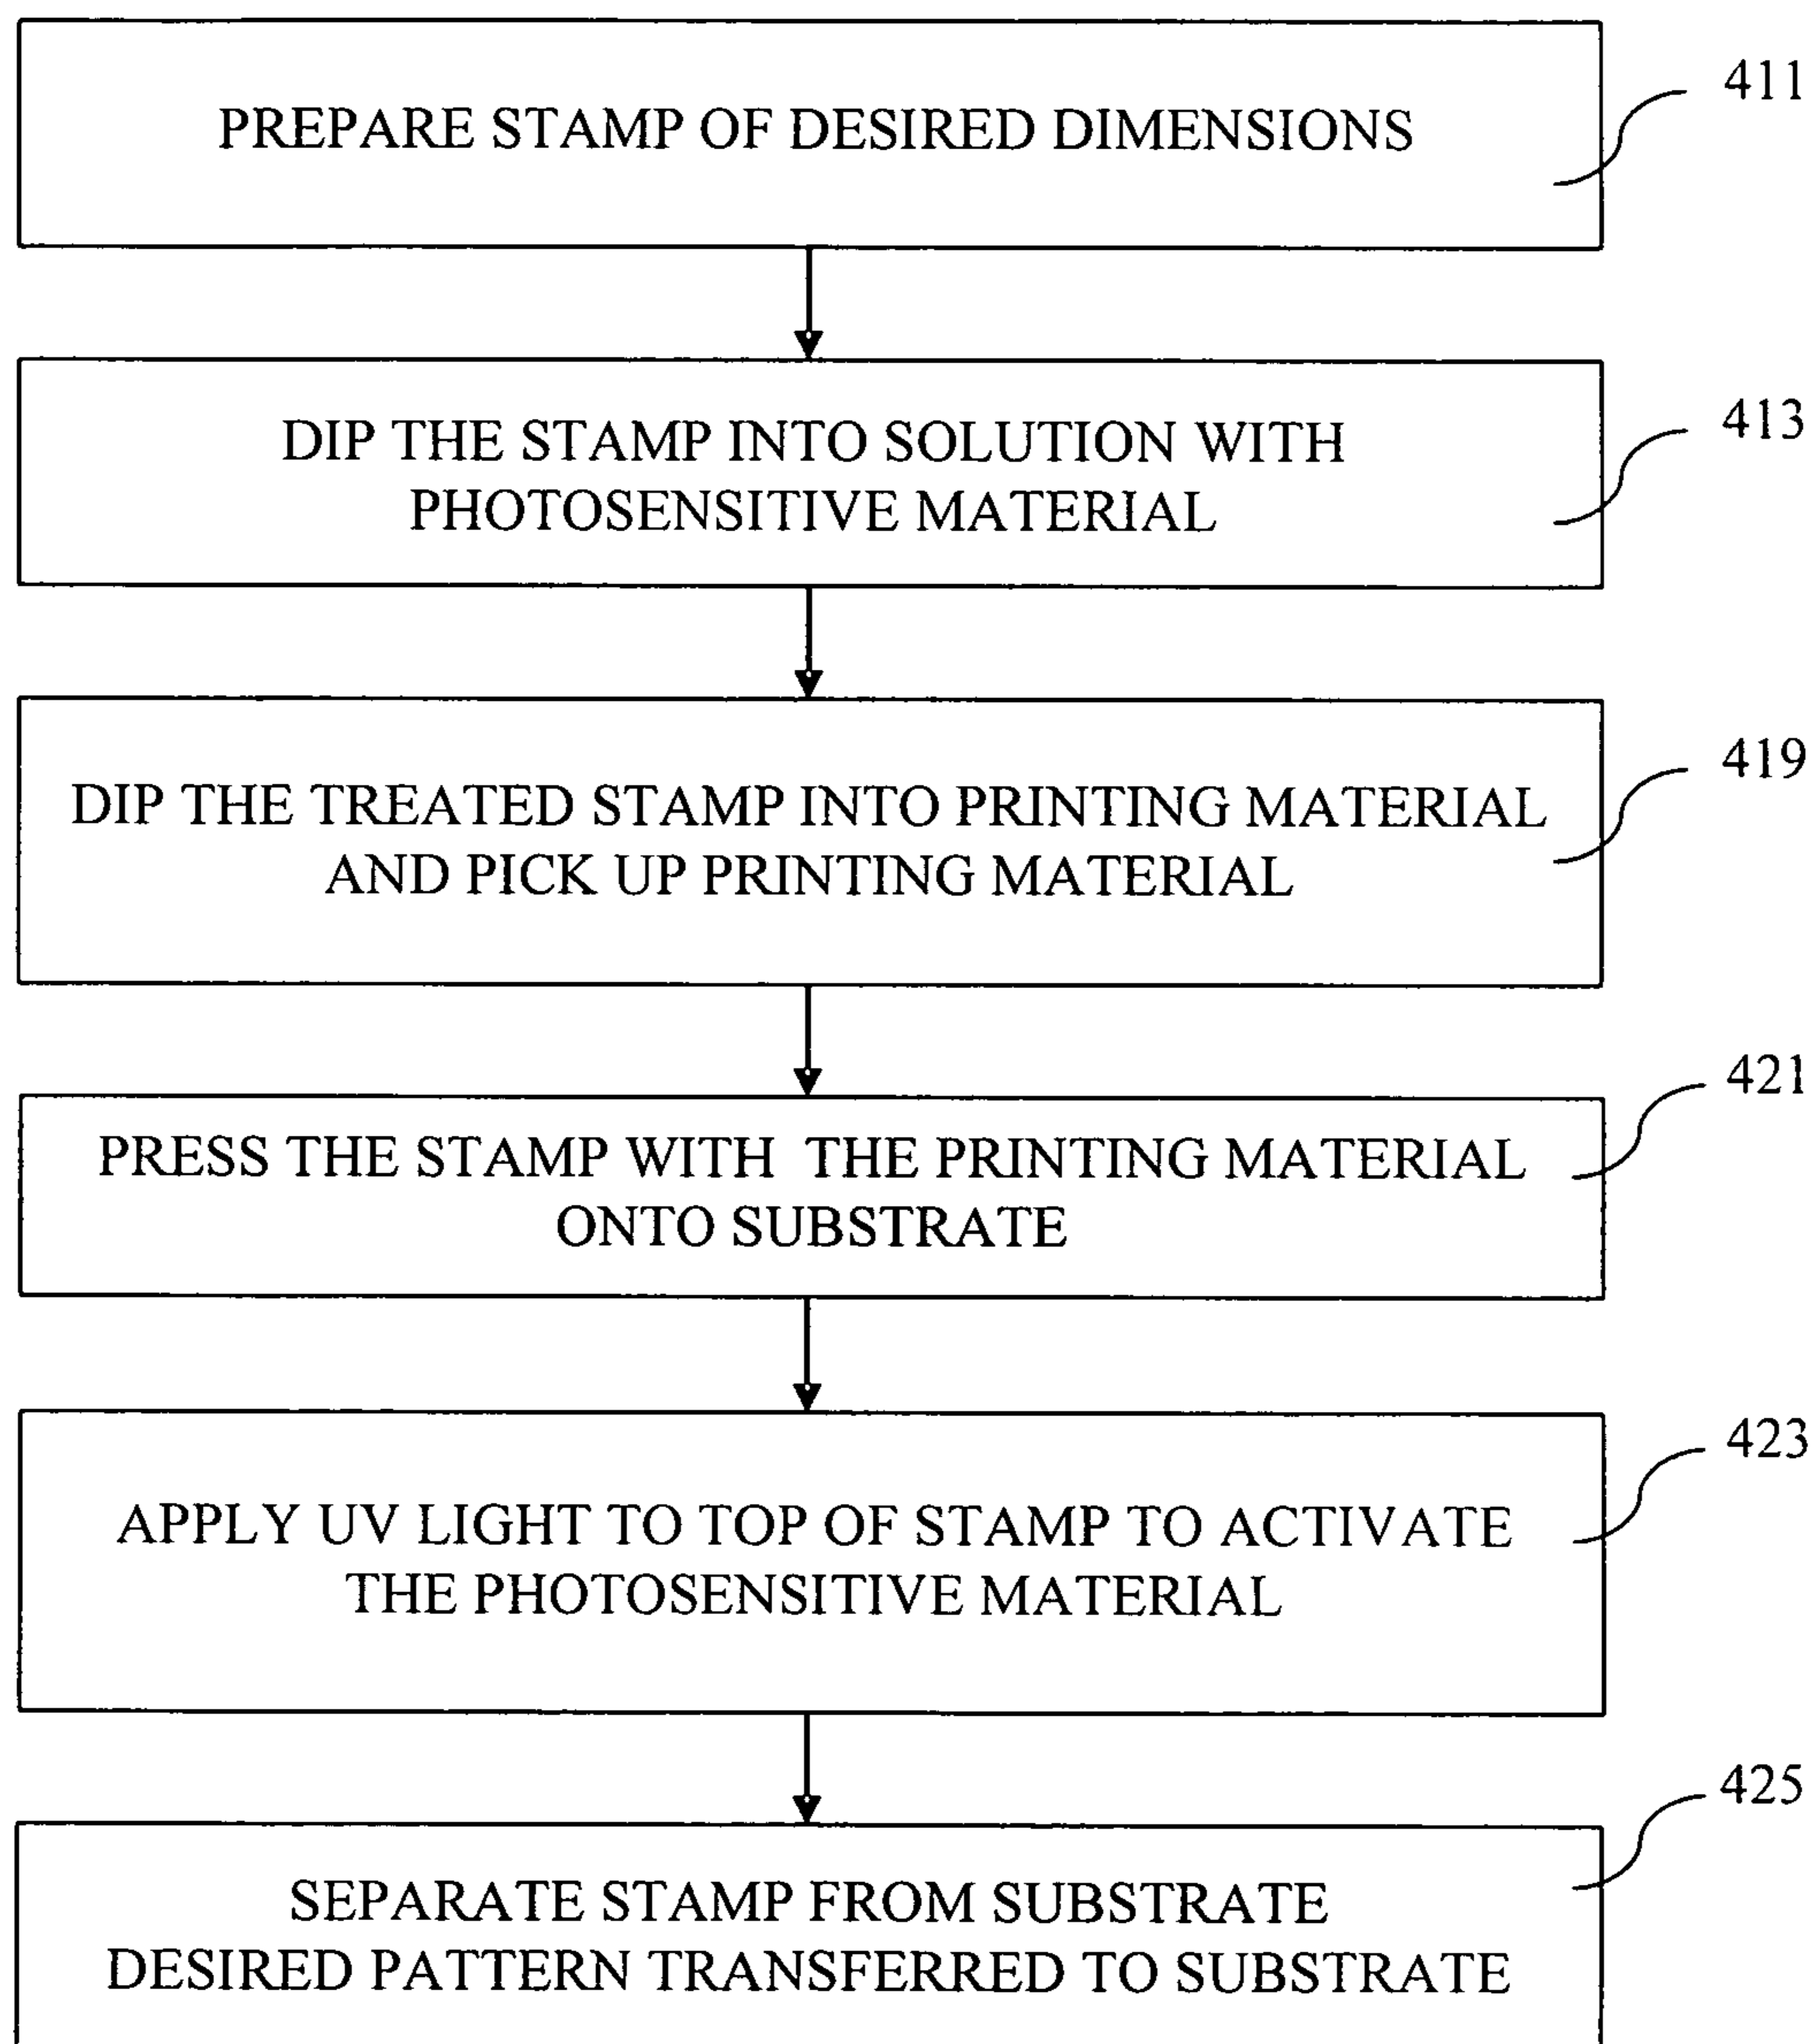 PREPARE STAMP OF DESIRED DIMENSIONS
411
DIP THE STAMP INTO SOLUTION WITH
PHOTOSENSITIVE MATERIAL
413
DIP THE TREATED STAMP INTO PRINTING MATERIAL
AND PICK UP PRINTING MATERIAL
419
PRESS THE STAMP WITH THE PRINTING MATERIAL
ONTO SUBSTRATE
421
APPLY UV LIGHT TO TOP OF STAMP TO ACTIVATE
THE PHOTOSENSITIVE MATERIAL
423
SEPARATE STAMP FROM SUBSTRATE
DESIRED PATTERN TRANSFERRED TO SUBSTRATE
425